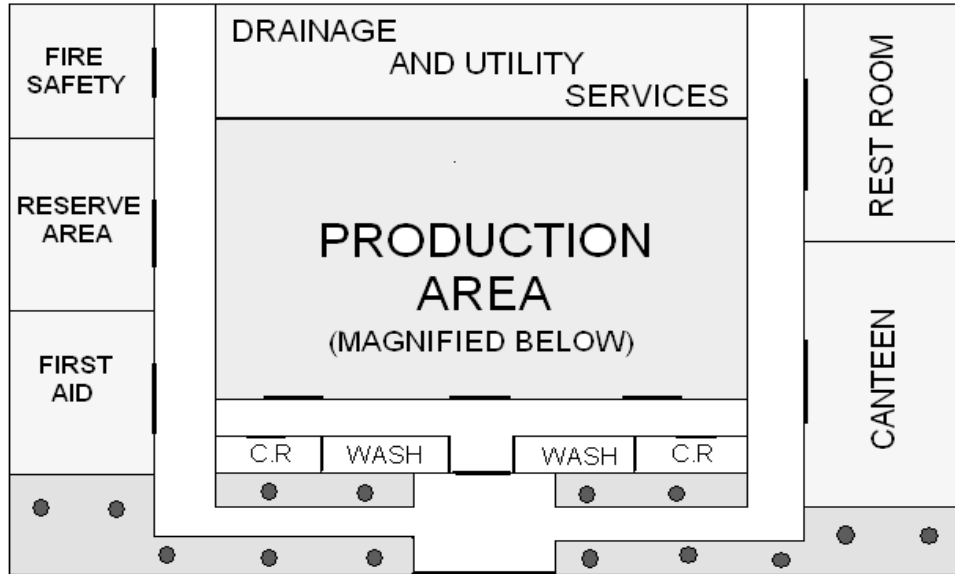 FIRE
SAFETY
DRAINAGE
AND UTILITY
SERVICES
REST ROOM
RESERVE
AREA
PRODUCTION
AREA
(MAGNIFIED BELOW)
FIRST
AID
CANTEEN
C.R
WASH
WASH
C.R